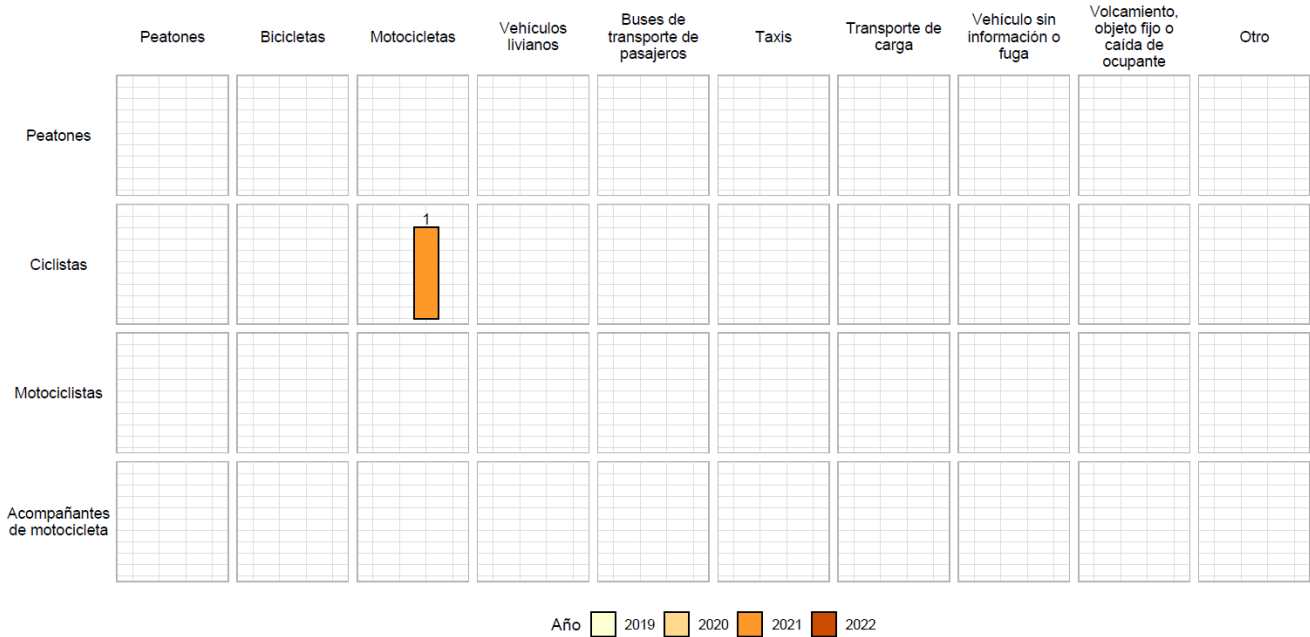 Peatones
Bicicletas
Motocicletas
Vehículos
livianos
Buses de
transporte de
pasajeros
Taxis
Transporte de
carga
Vehículo sin
información o
fuga
Volcamiento,
objeto fijo o
caída de
ocupante
Otro
Peatones
Ciclistas
1
Motociclistas
Acompañantes
de motocicleta
Año 2019 2020 2021 2022